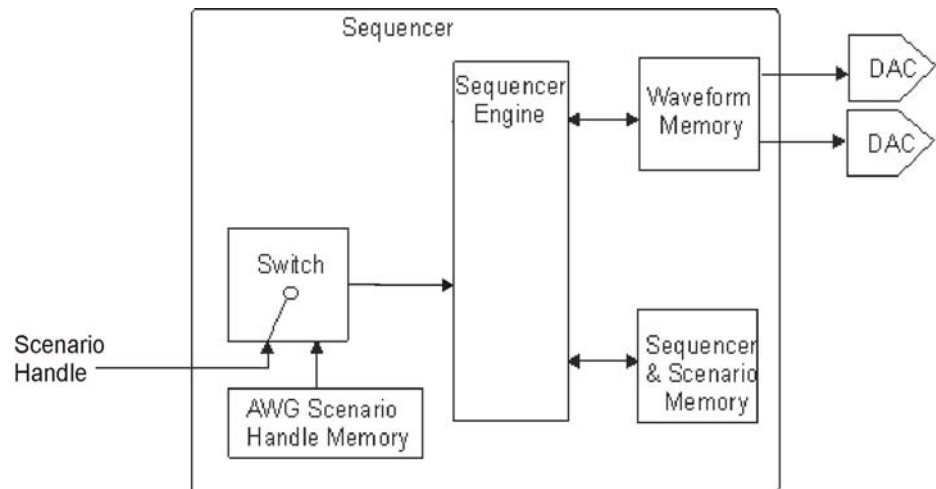 Sequencer
Sequencer
Engine
Waveform
Memory
DAC
DAC
Switch
Scenario
Handle
AWG Scenario
Handle Memory
Sequencer
& Scenario
Memory